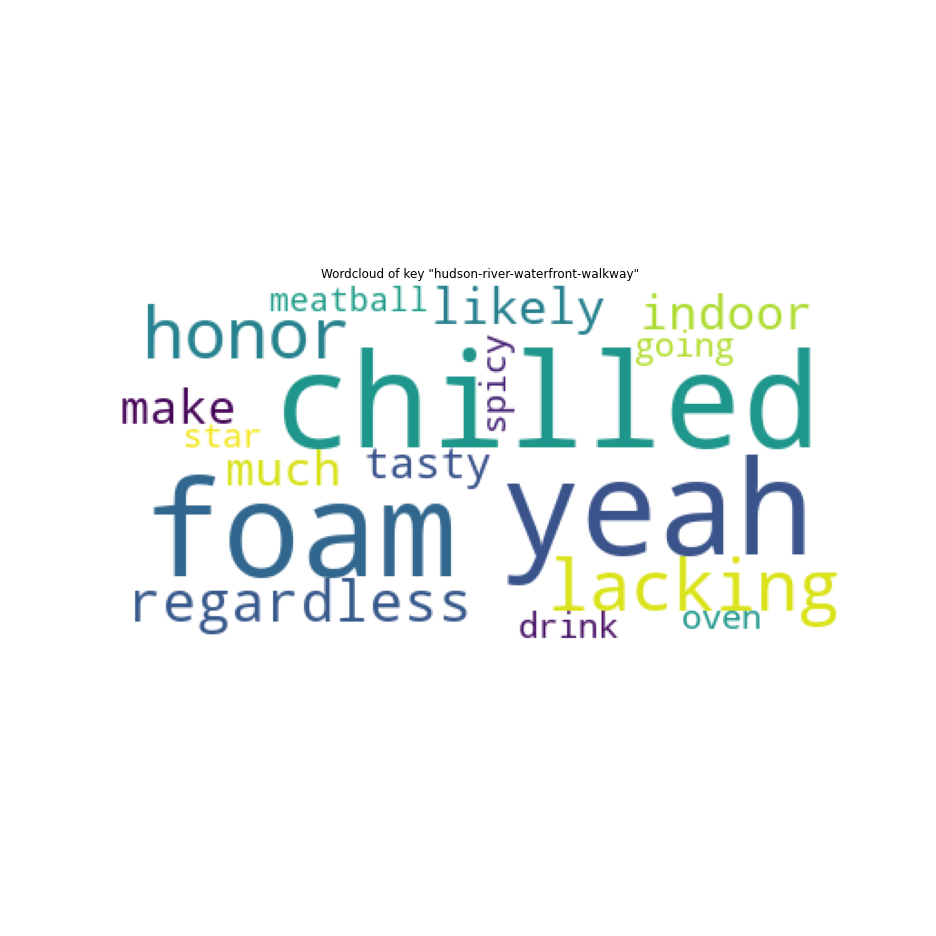 Wordcloud of key "hudson-river-waterfront-walkway"
meatball
likely
indoor
honor
going
spicy
chilled
make
star
much
tasty
foam
yeah
lacking
regardless
drink
oven